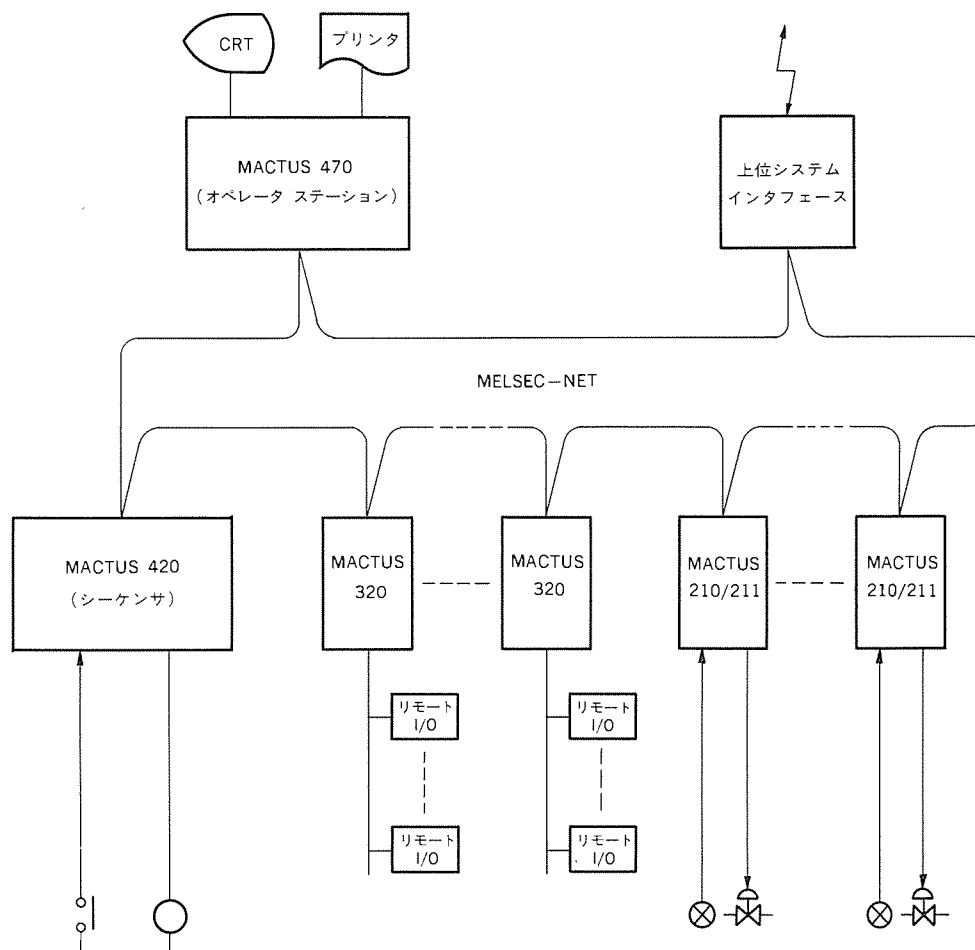 CRT
プリンタ
MACTUS 470
(オペレータ ステーション)
上位システム
インタフェース
MELSEC-NET
MACTUS 420
(シーケンサ)
MACTUS
320
MACTUS
320
MACTUS
210/211
MACTUS
210/211
リモート
I/O
リモート
I/O
リモート
I/O
リモート
I/O